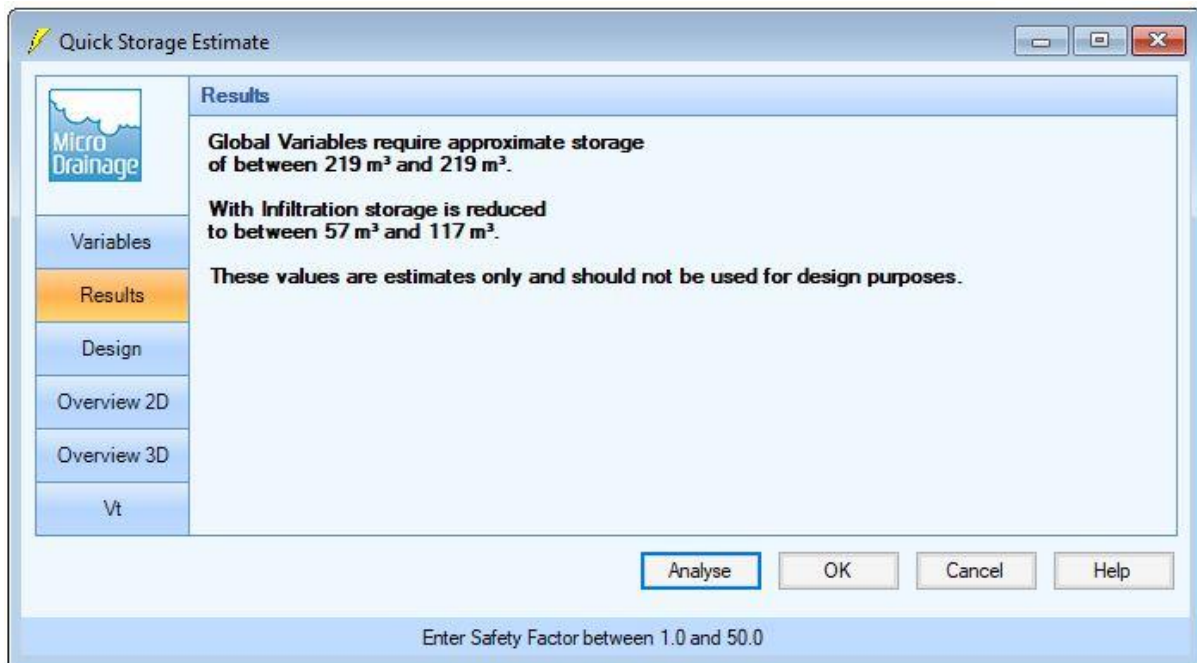 Quick Storage Estimate
Micro
Drainage
Variables
Results
Design
Overview 2D
Overview 3D
Vt
Results
Global Variables require approximate storage
of between 219 m³ and 219 m³.
With Infiltration storage is reduced
to between 57 m³ and 117 m³.
These values are estimates only and should not be used for design purposes.
Analyse
OK
Cancel
Help
Enter Safety Factor between 1.0 and 50.0